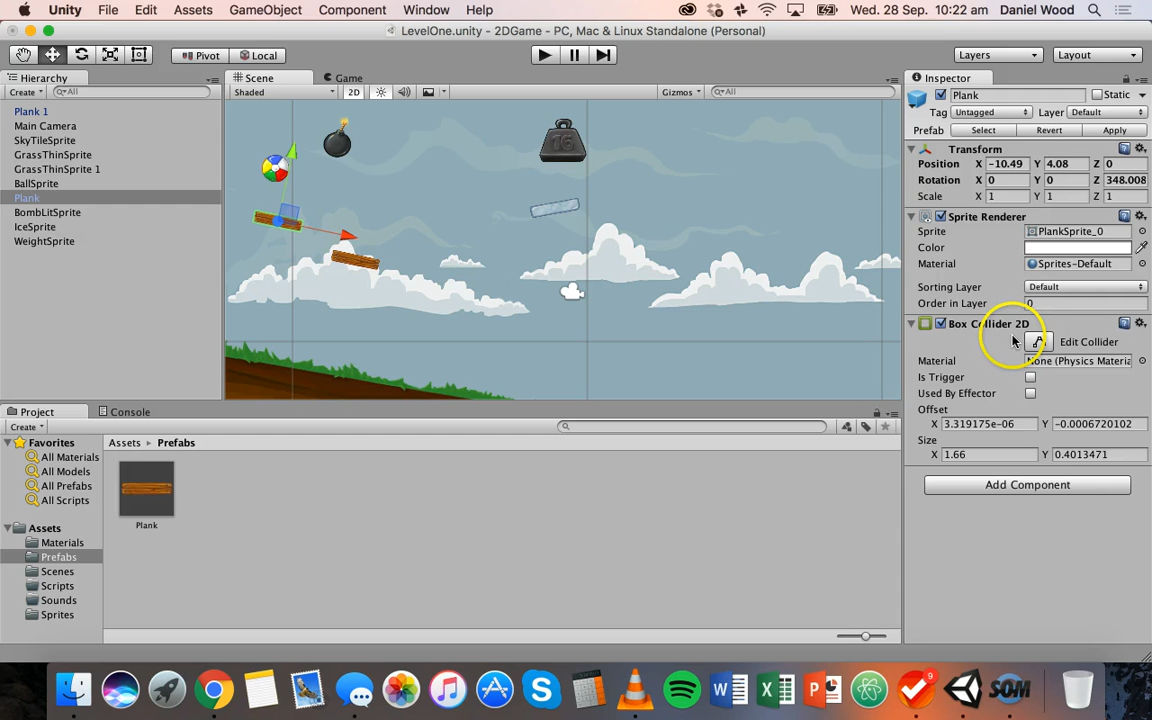 Unity File Edit Assets GameObject Component Window Help Wed. 28 Sep. 10:22 am Daniel Wood
LevelOne.unity - 2DGame - PC, Mac & Linux Standalone (Personal)
Pivot Local Layers Layout
Hierarchy Scene Game Inspector
Create All Shaded 2D Gizmos All
Plank Static
Tag Untagged Layer Default
Prefab Select Revert Apply
Plank 1
Main Camera
SkyTileSprite
GrassThinSprite
GrassThinSprite 1
BallSprite
Plank
BombLitSprite
IceSprite
WeightSprite
16
Transform
Position X -10.49 Y 4.08 Z 0
Rotation X 0 Y 0 Z 348.008
Scale X 1 Y 1 Z 1
Sprite Renderer
Sprite PlankSprite_0
Color
Material Sprites-Default
Sorting Layer Default
Order in Layer 0
Box Collider 2D
Edit Collider
Material None (Physics Materia
Is Trigger
Used By Effector
Offset
X 3.319175e-06 Y -0.0006720102
Size
X 1.66 Y 0.4013471
Add Component
Project Console
Create
Favorites
All Materials
All Models
All Prefabs
All Scripts
Assets
Materials
Prefabs
Scenes
Scripts
Sounds
Sprites
Assets Prefabs
Plank
9
SOM